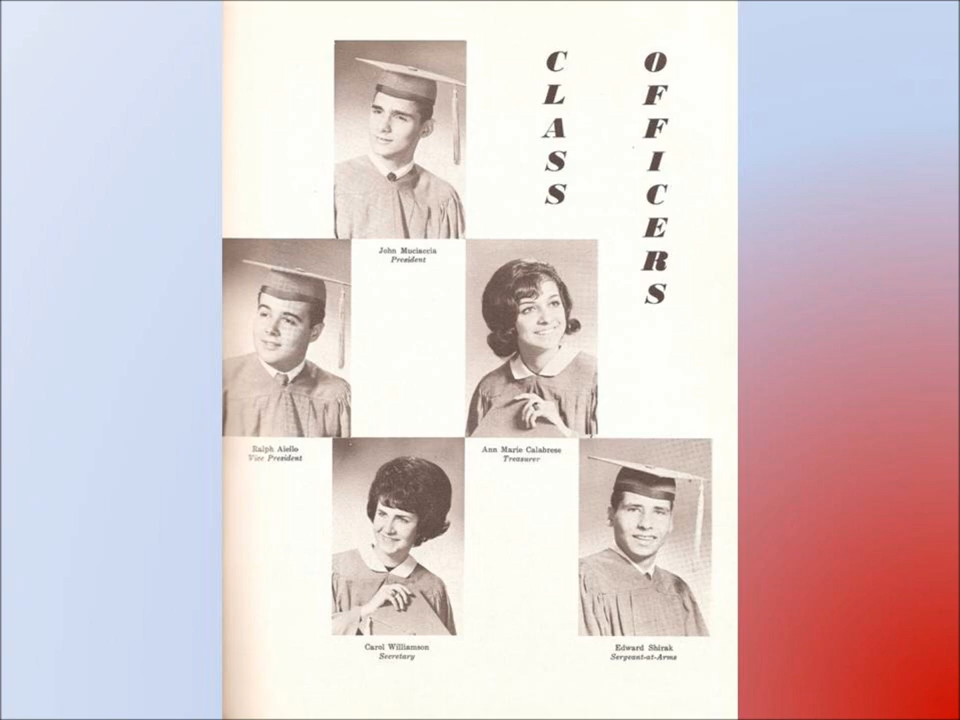 CLASS
OFFICERS
John Muciaccia
President
Ralph Aiello
Vice President
Ann Marie Calabrese
Treasurer
Carol Williamson
Secretary
Edward Shirak
Sergeant-at-Arms